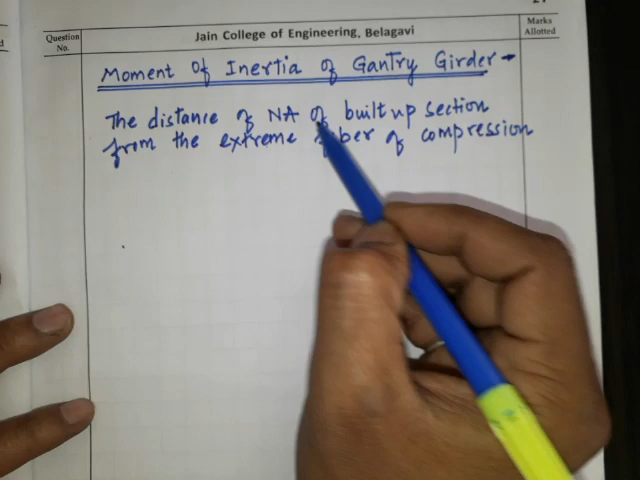 Question No.
Jain College of Engineering, Belagavi
Marks Allotted
Moment Of Inertia Of Gantry Girder -
The distance of NA of built up section
from the extreme fiber of compression